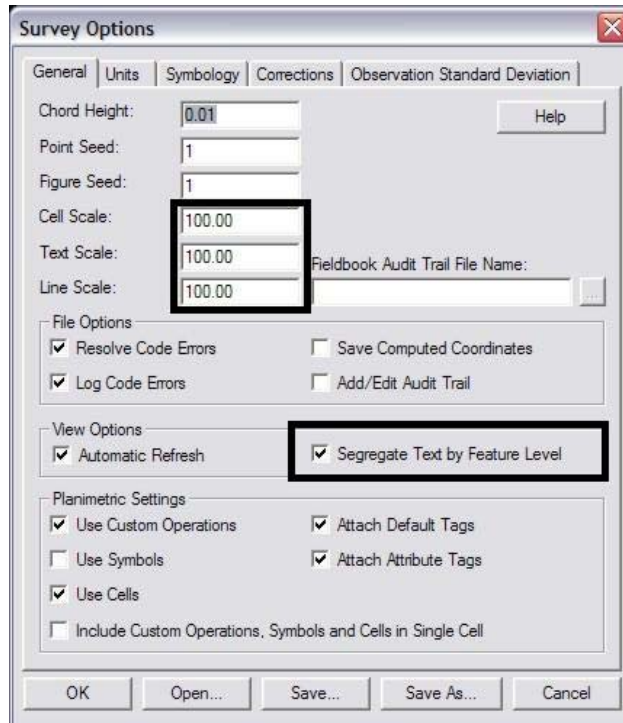 Survey Options
General Units Symbology Corrections Observation Standard Deviation
Chord Height: 0.01 Help
Point Seed: 1
Figure Seed: 1
Cell Scale: 100.00
Text Scale: 100.00 Fieldbook Audit Trail File Name:
Line Scale: 100.00 ...
File Options
Resolve Code Errors Save Computed Coordinates
Log Code Errors Add/Edit Audit Trail
View Options
Automatic Refresh Segregate Text by Feature Level
Planimetric Settings
Use Custom Operations Attach Default Tags
Use Symbols Attach Attribute Tags
Use Cells
Include Custom Operations, Symbols and Cells in Single Cell
OK Open... Save... Save As... Cancel